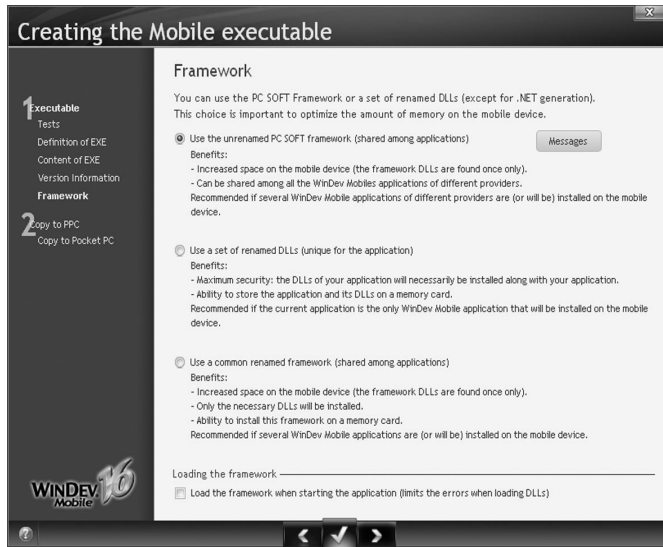 Creating the Mobile executable
x
1
Executable
Tests
Definition of EXE
Content of EXE
Version Information
Framework
2
Copy to PPC
Copy to Pocket PC
Framework
You can use the PC SOFT Framework or a set of renamed DLLs (except for .NET generation).
This choice is important to optimize the amount of memory on the mobile device.
Use the unrenamed PC SOFT framework (shared among applications)
Messages
Benefits:
- Increased space on the mobile device (the framework DLLs are found once only).
- Can be shared among all the WinDev Mobiles applications of different providers.
Recommended if several WinDev Mobile applications of different providers are (or will be) installed on the mobile
device.
Use a set of renamed DLLs (unique for the application)
Benefits:
- Maximum security: the DLLs of your application will necessarily be installed along with your application.
- Ability to store the application and its DLLs on a memory card.
Recommended if the current application is the only WinDev Mobile application that will be installed on the mobile
device.
Use a common renamed framework (shared among applications)
Benefits:
- Increased space on the mobile device (the framework DLLs are found once only).
- Only the necessary DLLs will be installed.
- Ability to install this framework on a memory card.
Recommended if several WinDev Mobile applications are (or will be) installed on the mobile device.
Loading the framework
Load the framework when starting the application (limits the errors when loading DLLs)
WINDEV 16
Mobile
?